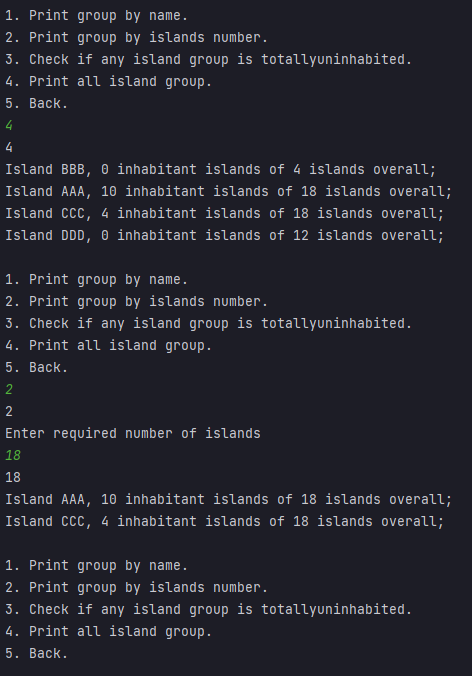 1. Print group by name.
2. Print group by islands number.
3. Check if any island group is totallyuninhabited.
4. Print all island group.
5. Back.
4
4
Island BBB, 0 inhabitant islands of 4 islands overall;
Island AAA, 10 inhabitant islands of 18 islands overall;
Island CCC, 4 inhabitant islands of 18 islands overall;
Island DDD, 0 inhabitant islands of 12 islands overall;
1. Print group by name.
2. Print group by islands number.
3. Check if any island group is totallyuninhabited.
4. Print all island group.
5. Back.
2
2
Enter required number of islands
18
18
Island AAA, 10 inhabitant islands of 18 islands overall;
Island CCC, 4 inhabitant islands of 18 islands overall;
1. Print group by name.
2. Print group by islands number.
3. Check if any island group is totallyuninhabited.
4. Print all island group.
5. Back.